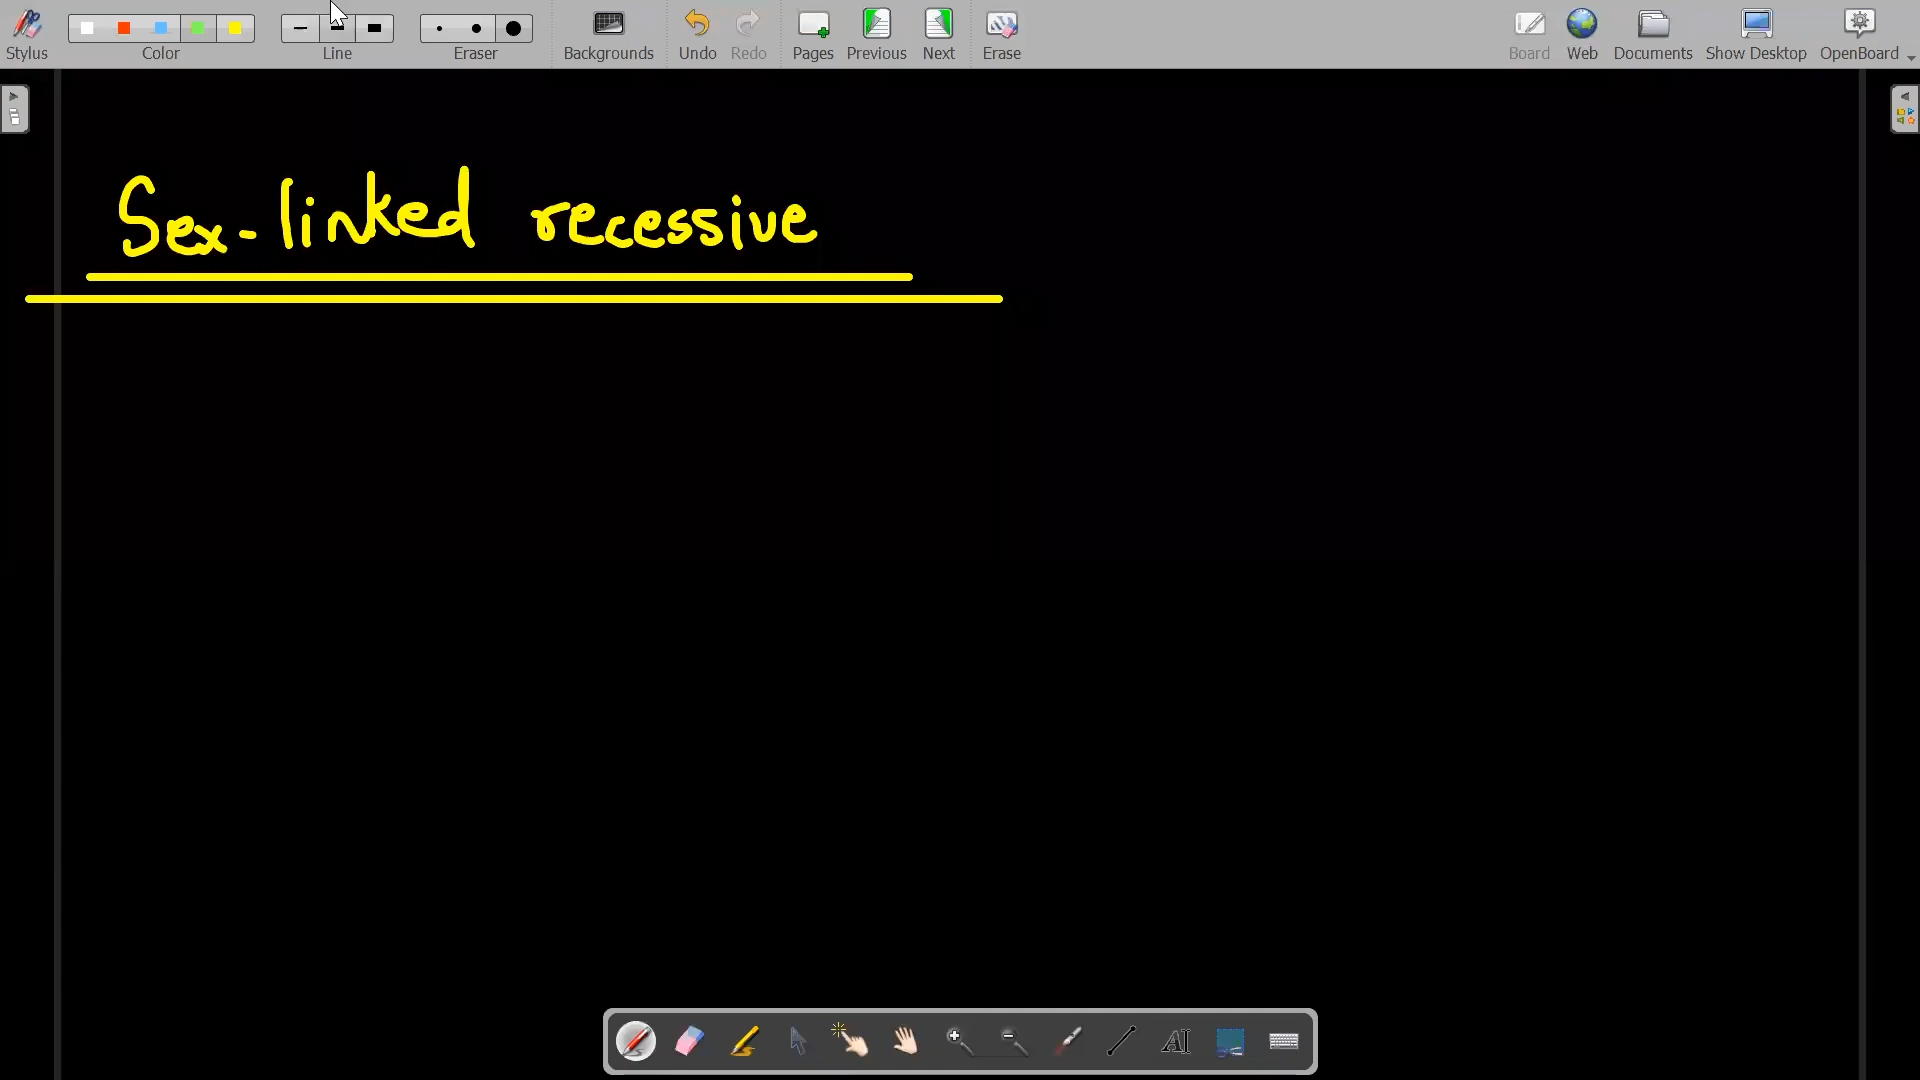 Stylus Color Line Eraser Backgrounds Undo Redo Pages Previous Next Erase Board Web Documents Show Desktop OpenBoard
Sex-linked recessive